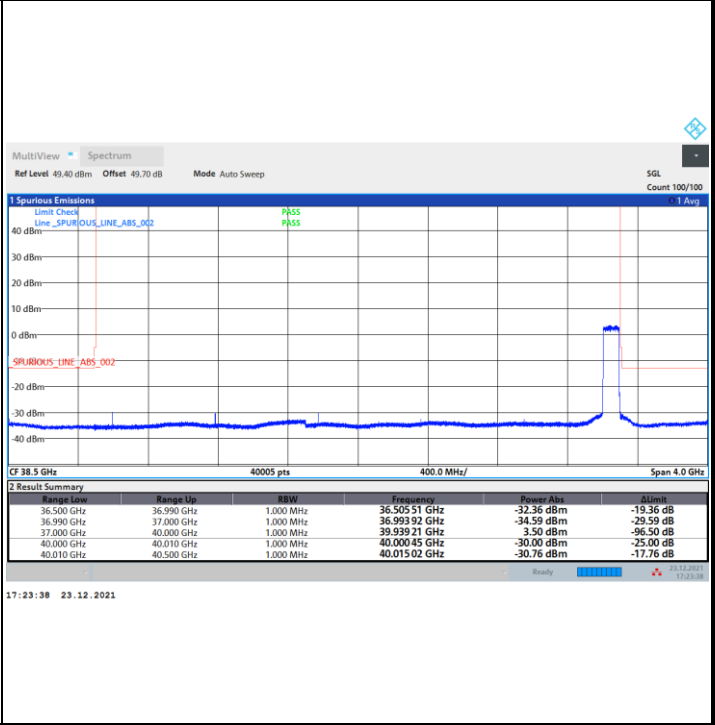 MultiView Spectrum
Ref Level 49.40 dBm Offset 49.70 dB Mode Auto Sweep SGL
Count 100/100
1 Spurious Emissions 1 Avg
Limit Check PASS
Line _SPURIOUS_LINE_ABS_002 PASS
40 dBm
30 dBm
20 dBm
10 dBm
0 dBm
_SPURIOUS_LINE_ABS_002
-20 dBm
-30 dBm
-40 dBm
CF 38.5 GHz 40005 pts 400.0 MHz/ Span 4.0 GHz
2 Result Summary
Range Low Range Up RBW Frequency Power Abs ΔLimit
36.500 GHz 36.990 GHz 1.000 MHz 36.505 51 GHz -32.36 dBm -19.36 dB
36.990 GHz 37.000 GHz 1.000 MHz 36.993 92 GHz -34.59 dBm -29.59 dB
37.000 GHz 40.000 GHz 1.000 MHz 39.939 21 GHz 3.50 dBm -96.50 dB
40.000 GHz 40.010 GHz 1.000 MHz 40.000 45 GHz -30.00 dBm -25.00 dB
40.010 GHz 40.500 GHz 1.000 MHz 40.015 02 GHz -30.76 dBm -17.76 dB
Ready 23.12.2021
17:23:38
17:23:38 23.12.2021